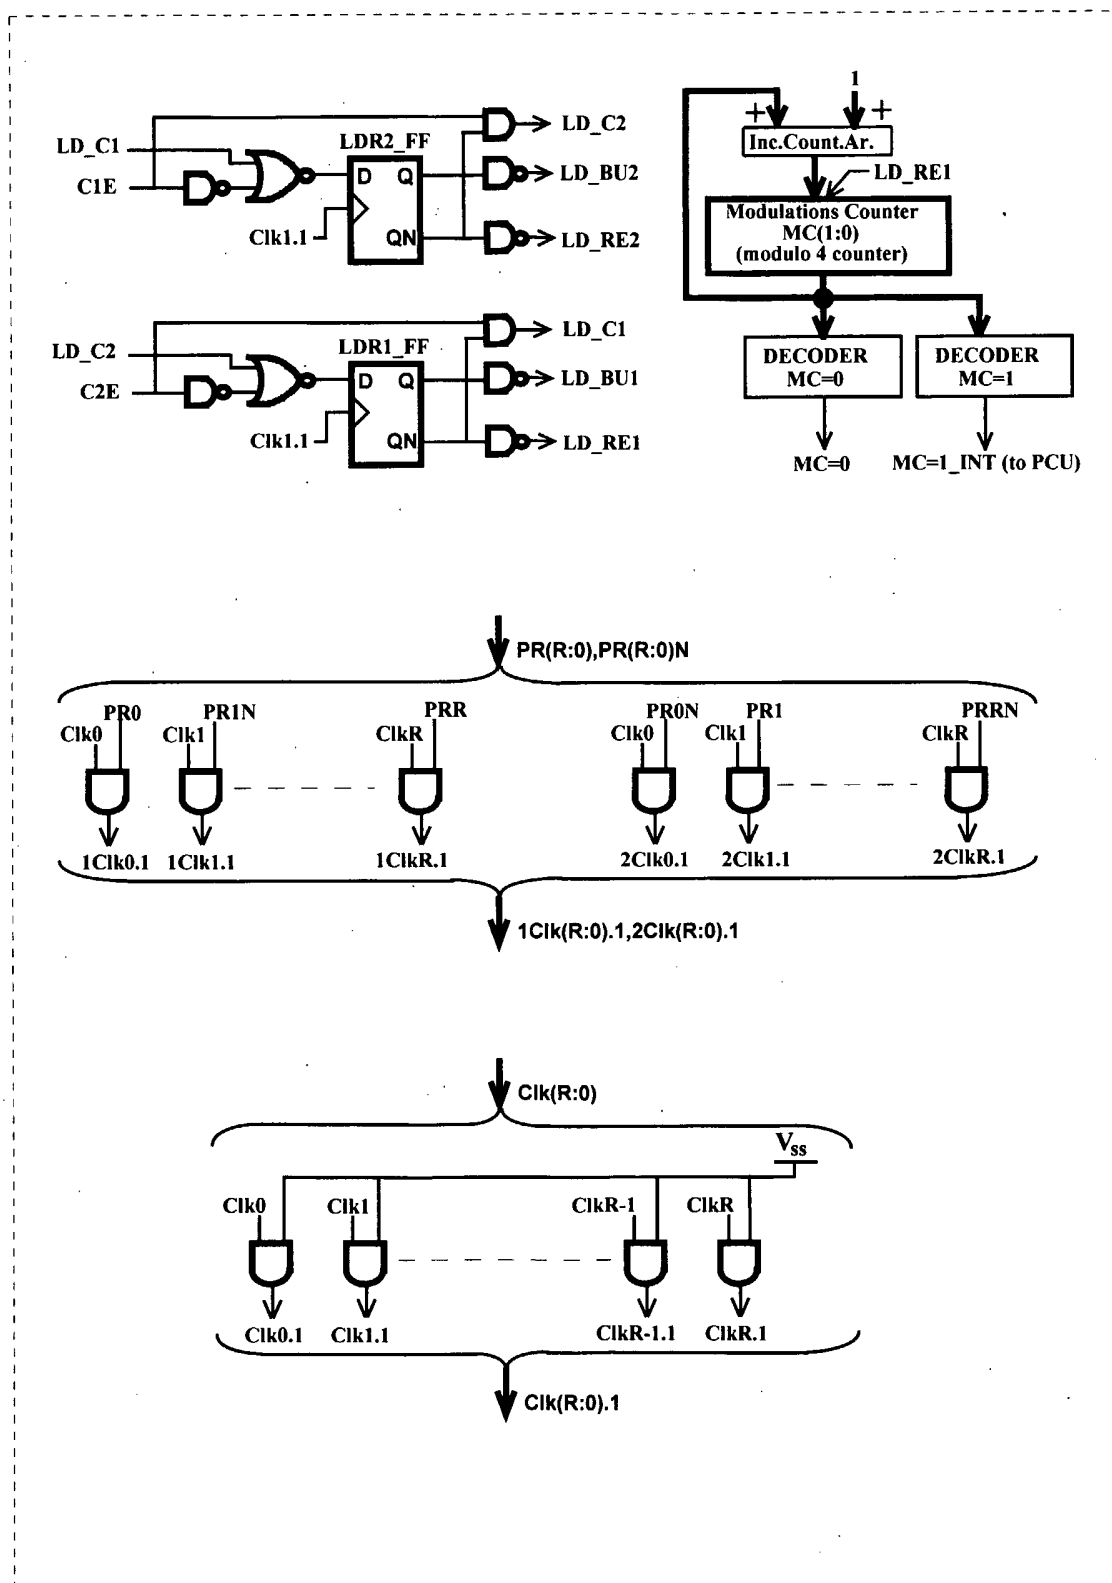 LD_C1
C1E
LDR2_FF
D Q
QN
Clk1.1
LD_C2
LD_BU2
LD_RE2
LD_C2
C2E
LDR1_FF
D Q
QN
Clk1.1
LD_C1
LD_BU1
LD_RE1
1
+ +
Inc.Count.Ar.
LD_RE1
Modulations Counter
MC(1:0)
(modulo 4 counter)
DECODER
MC=0
DECODER
MC=1
MC=0
MC=1_INT (to PCU)
PR(R:0),PR(R:0)N
PR0 PR1N PRR PR0N PR1 PRRN
Clk0 Clk1 ClkR Clk0 Clk1 ClkR
1Clk0.1 1Clk1.1 1ClkR.1 2Clk0.1 2Clk1.1 2ClkR.1
1Clk(R:0).1,2Clk(R:0).1
Clk(R:0)
Vss
Clk0 Clk1 ClkR-1 ClkR
Clk0.1 Clk1.1 ClkR-1.1 ClkR.1
Clk(R:0).1